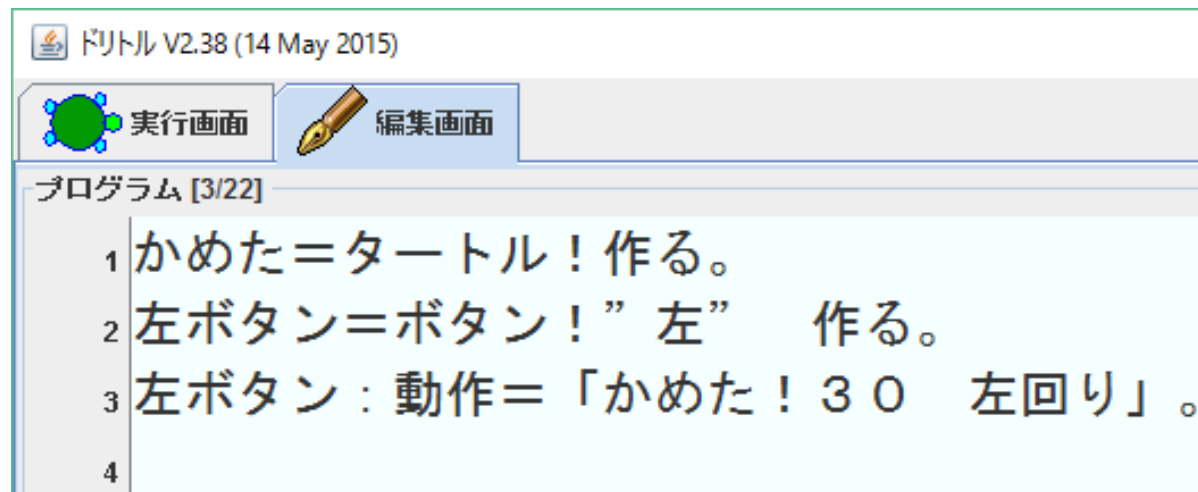 ドリトル V2.38 (14 May 2015)
実行画面 編集画面
プログラム [3/22]
1 かめた＝タートル！作る。
2 左ボタン＝ボタン！”左”　作る。
3 左ボタン：動作＝「かめた！３０　左回り」。
4